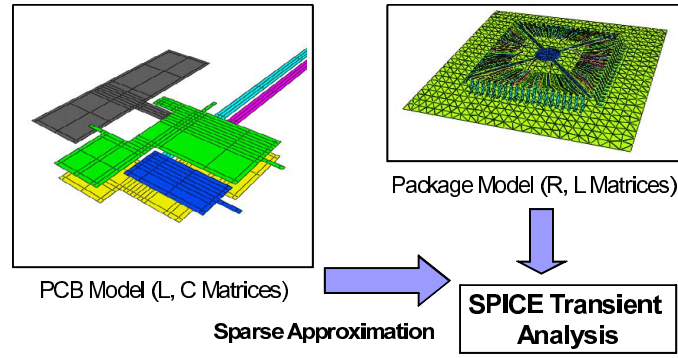 Package Model (R, L Matrices)
PCB Model (L, C Matrices)
Sparse Approximation
SPICE Transient
Analysis